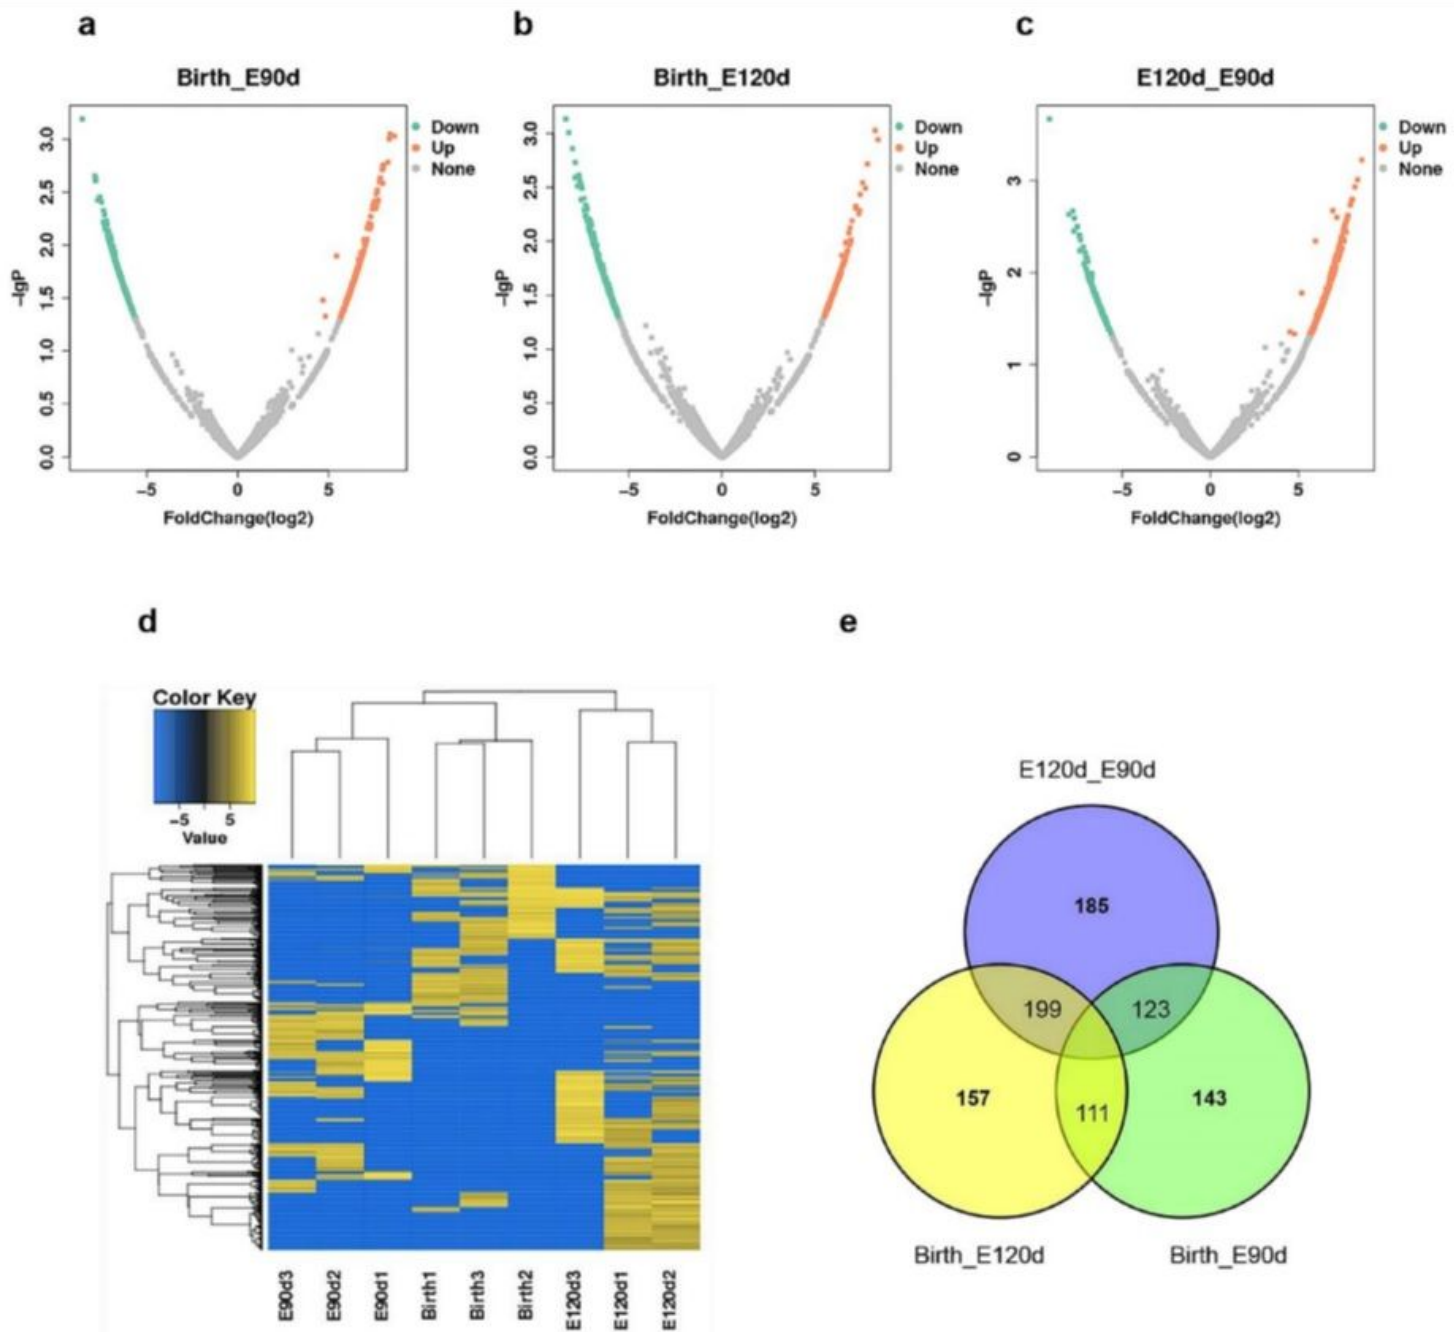 a
Birth_E90d
−lgP
3.0
2.5
2.0
1.5
1.0
0.5
0.0
−5 0 5
FoldChange(log2)
Down
Up
None
b
Birth_E120d
−lgP
3.0
2.5
2.0
1.5
1.0
0.5
0.0
−5 0 5
FoldChange(log2)
Down
Up
None
c
E120d_E90d
−lgP
3
2
1
0
−5 0 5
FoldChange(log2)
Down
Up
None
d
Color Key
−5 5
Value
E90d3
E90d2
E90d1
Birth1
Birth3
Birth2
E120d3
E120d1
E120d2
e
E120d_E90d
185
199 123
157 111 143
Birth_E120d Birth_E90d